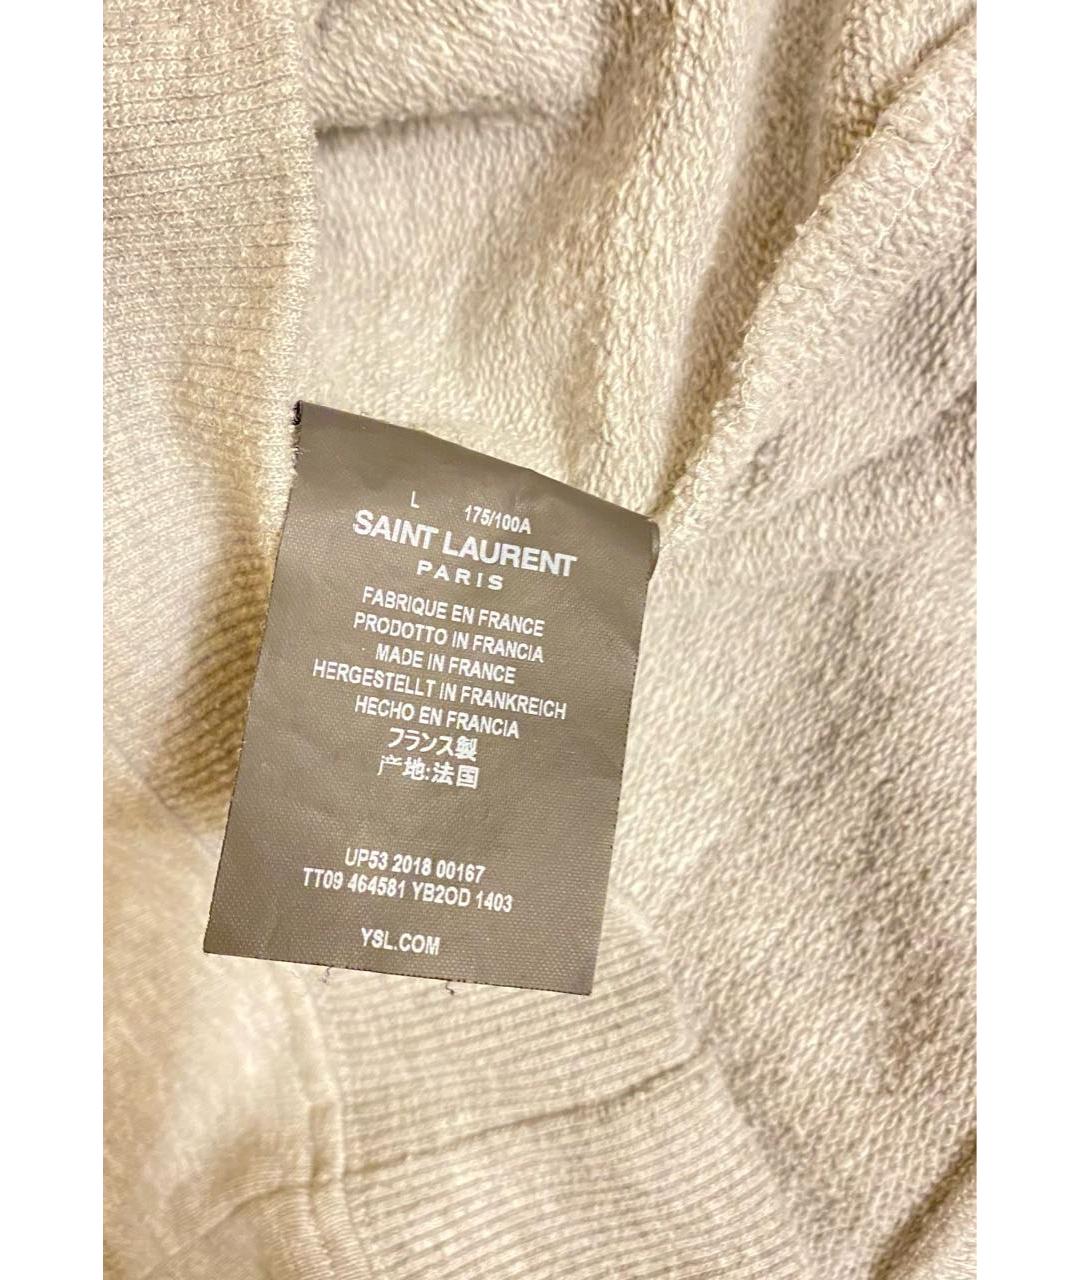 L 175/100A
SAINT LAURENT
PARIS
FABRIQUE EN FRANCE
PRODOTTO IN FRANCIA
MADE IN FRANCE
HERGESTELLT IN FRANKREICH
HECHO EN FRANCIA
フランス製
产地:法国
UP53 2018 00167
TT09 464581 YB2OD 1403
YSL.COM